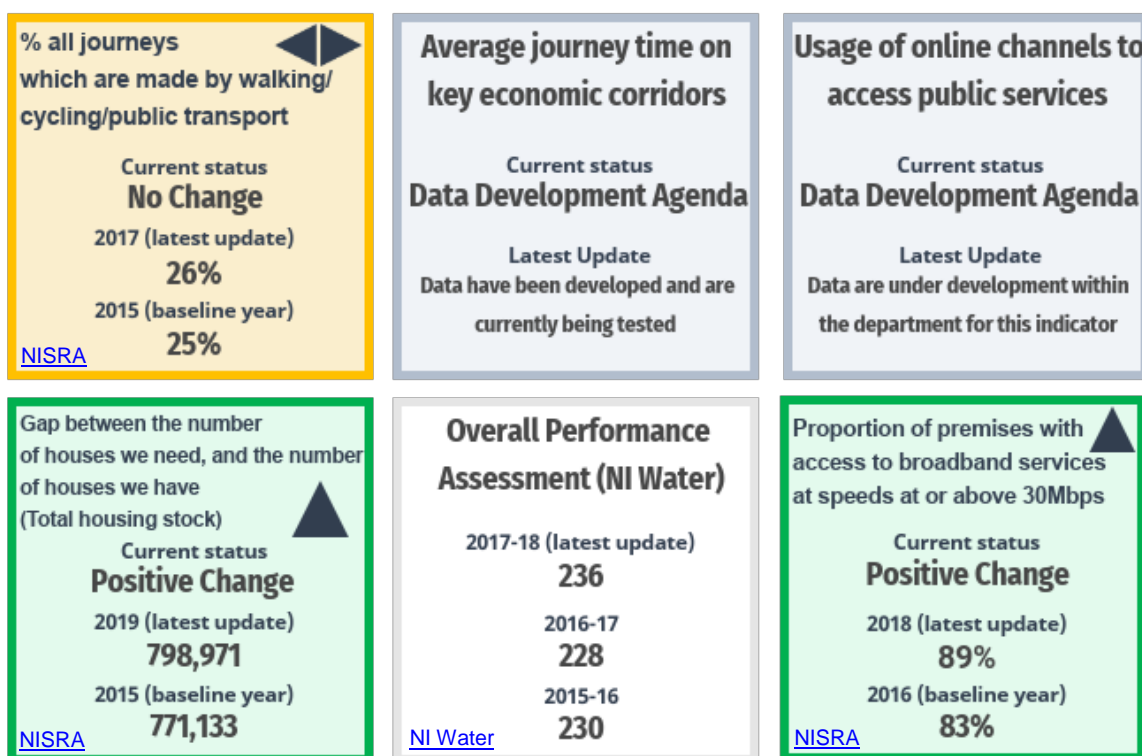 % all journeys
which are made by walking/
cycling/public transport
Current status
No Change
2017 (latest update)
26%
2015 (baseline year)
25%
NISRA
Average journey time on
key economic corridors
Current status
Data Development Agenda
Latest Update
Data have been developed and are
currently being tested
Usage of online channels to
access public services
Current status
Data Development Agenda
Latest Update
Data are under development within
the department for this indicator
Gap between the number
of houses we need, and the number
of houses we have
(Total housing stock)
Current status
Positive Change
2019 (latest update)
798,971
2015 (baseline year)
771,133
NISRA
Overall Performance
Assessment (NI Water)
2017-18 (latest update)
236
2016-17
228
2015-16
230
NI Water
Proportion of premises with
access to broadband services
at speeds at or above 30Mbps
Current status
Positive Change
2018 (latest update)
89%
2016 (baseline year)
83%
NISRA